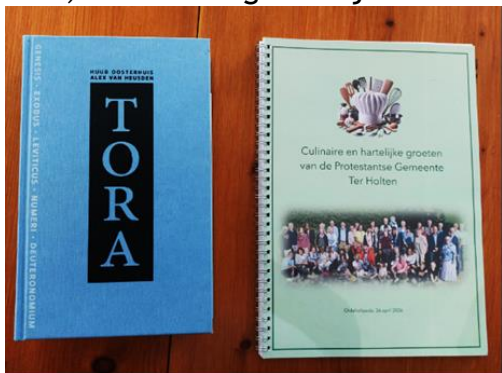 GENESIS · EXODUS · LEVITICUS · NUMERI · DEUTERONOMIUM
HUUB OOSTERHUIS
ALEX VAN HEUSDEN
TORA
Culinaire en hartelijke groeten
van de Protestantse Gemeente
Ter Holten